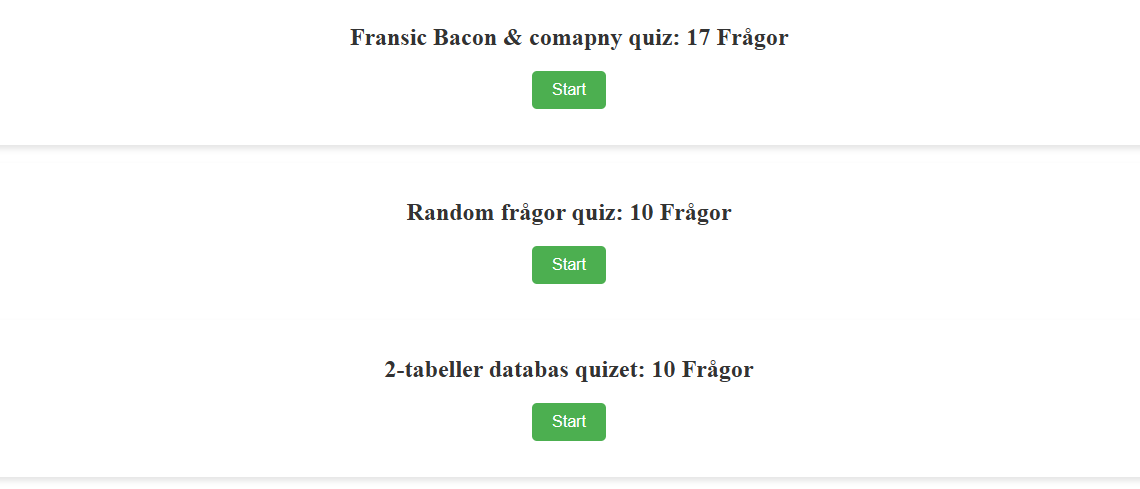 Fransic Bacon & comapny quiz: 17 Frågor
Start
Random frågor quiz: 10 Frågor
Start
2-tabeller databas quizet: 10 Frågor
Start